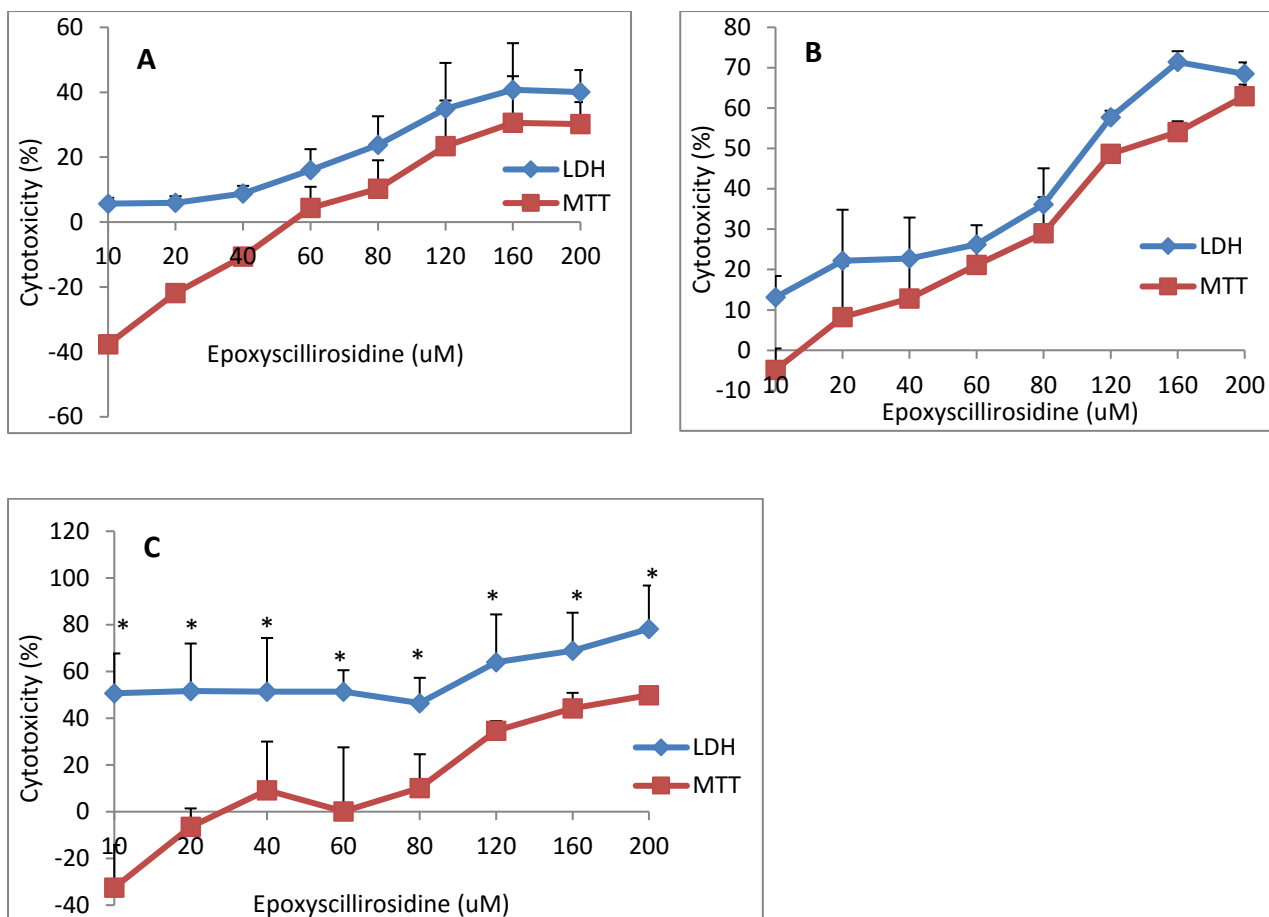 A
Cytotoxicity (%)
60
40
20
0
-20
-40
-60
10 20 40 60 80 120 160 200
Epoxyscillirosidine (uM)
LDH
MTT
B
Cytotoxicity (%)
80
70
60
50
40
30
20
10
0
-10
10 20 40 60 80 120 160 200
Epoxyscillirosidine (uM)
LDH
MTT
C
Cytotoxicity (%)
120
100
80
60
40
20
0
-20
-40
* * * * * * * *
10 20 40 60 80 120 160 200
Epoxyscillirosidine (uM)
LDH
MTT